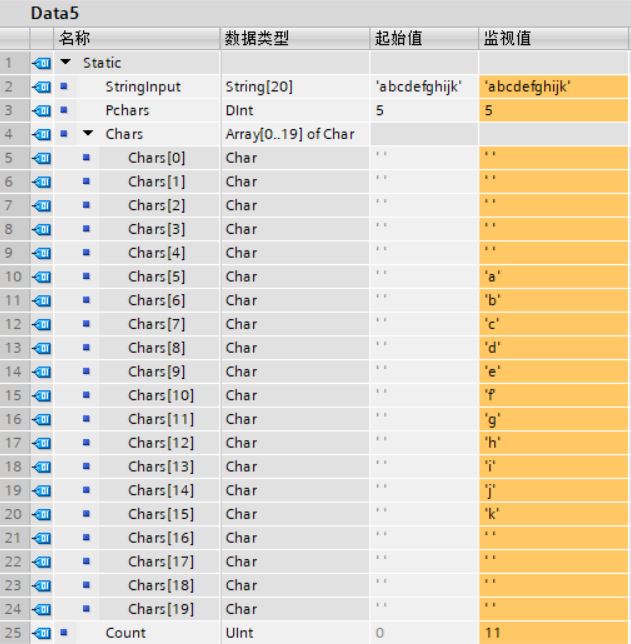 Data5
名称 数据类型 起始值 监视值
1 Static
2 StringInput String[20] 'abcdefghijk' 'abcdefghijk'
3 Pchars DInt 5 5
4 Chars Array[0..19] of Char
5 Chars[0] Char ' ' ' '
6 Chars[1] Char ' ' ' '
7 Chars[2] Char ' ' ' '
8 Chars[3] Char ' ' ' '
9 Chars[4] Char ' ' ' '
10 Chars[5] Char ' ' 'a'
11 Chars[6] Char ' ' 'b'
12 Chars[7] Char ' ' 'c'
13 Chars[8] Char ' ' 'd'
14 Chars[9] Char ' ' 'e'
15 Chars[10] Char ' ' 'f'
16 Chars[11] Char ' ' 'g'
17 Chars[12] Char ' ' 'h'
18 Chars[13] Char ' ' 'i'
19 Chars[14] Char ' ' 'j'
20 Chars[15] Char ' ' 'k'
21 Chars[16] Char ' ' ' '
22 Chars[17] Char ' ' ' '
23 Chars[18] Char ' ' ' '
24 Chars[19] Char ' ' ' '
25 Count UInt 0 11